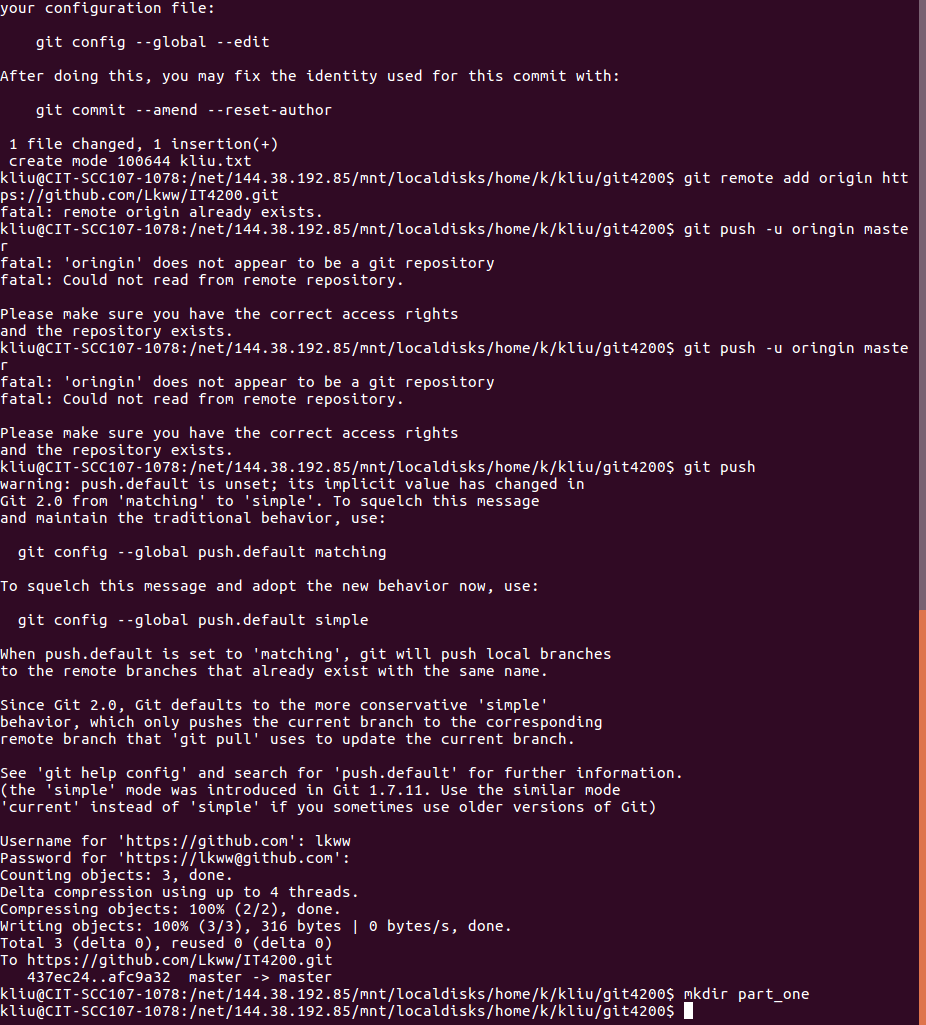 your configuration file:
    git config --global --edit
After doing this, you may fix the identity used for this commit with:
    git commit --amend --reset-author
 1 file changed, 1 insertion(+)
 create mode 100644 kliu.txt
kliu@CIT-SCC107-1078:/net/144.38.192.85/mnt/localdisks/home/k/kliu/git4200$ git remote add origin htt
ps://github.com/Lkww/IT4200.git
fatal: remote origin already exists.
kliu@CIT-SCC107-1078:/net/144.38.192.85/mnt/localdisks/home/k/kliu/git4200$ git push -u oringin maste
r
fatal: 'oringin' does not appear to be a git repository
fatal: Could not read from remote repository.
Please make sure you have the correct access rights
and the repository exists.
kliu@CIT-SCC107-1078:/net/144.38.192.85/mnt/localdisks/home/k/kliu/git4200$ git push -u oringin maste
r
fatal: 'oringin' does not appear to be a git repository
fatal: Could not read from remote repository.
Please make sure you have the correct access rights
and the repository exists.
kliu@CIT-SCC107-1078:/net/144.38.192.85/mnt/localdisks/home/k/kliu/git4200$ git push
warning: push.default is unset; its implicit value has changed in
Git 2.0 from 'matching' to 'simple'. To squelch this message
and maintain the traditional behavior, use:
  git config --global push.default matching
To squelch this message and adopt the new behavior now, use:
  git config --global push.default simple
When push.default is set to 'matching', git will push local branches
to the remote branches that already exist with the same name.
Since Git 2.0, Git defaults to the more conservative 'simple'
behavior, which only pushes the current branch to the corresponding
remote branch that 'git pull' uses to update the current branch.
See 'git help config' and search for 'push.default' for further information.
(the 'simple' mode was introduced in Git 1.7.11. Use the similar mode
'current' instead of 'simple' if you sometimes use older versions of Git)
Username for 'https://github.com': lkww
Password for 'https://lkww@github.com':
Counting objects: 3, done.
Delta compression using up to 4 threads.
Compressing objects: 100% (2/2), done.
Writing objects: 100% (3/3), 316 bytes | 0 bytes/s, done.
Total 3 (delta 0), reused 0 (delta 0)
To https://github.com/Lkww/IT4200.git
   437ec24..afc9a32  master -> master
kliu@CIT-SCC107-1078:/net/144.38.192.85/mnt/localdisks/home/k/kliu/git4200$ mkdir part_one
kliu@CIT-SCC107-1078:/net/144.38.192.85/mnt/localdisks/home/k/kliu/git4200$